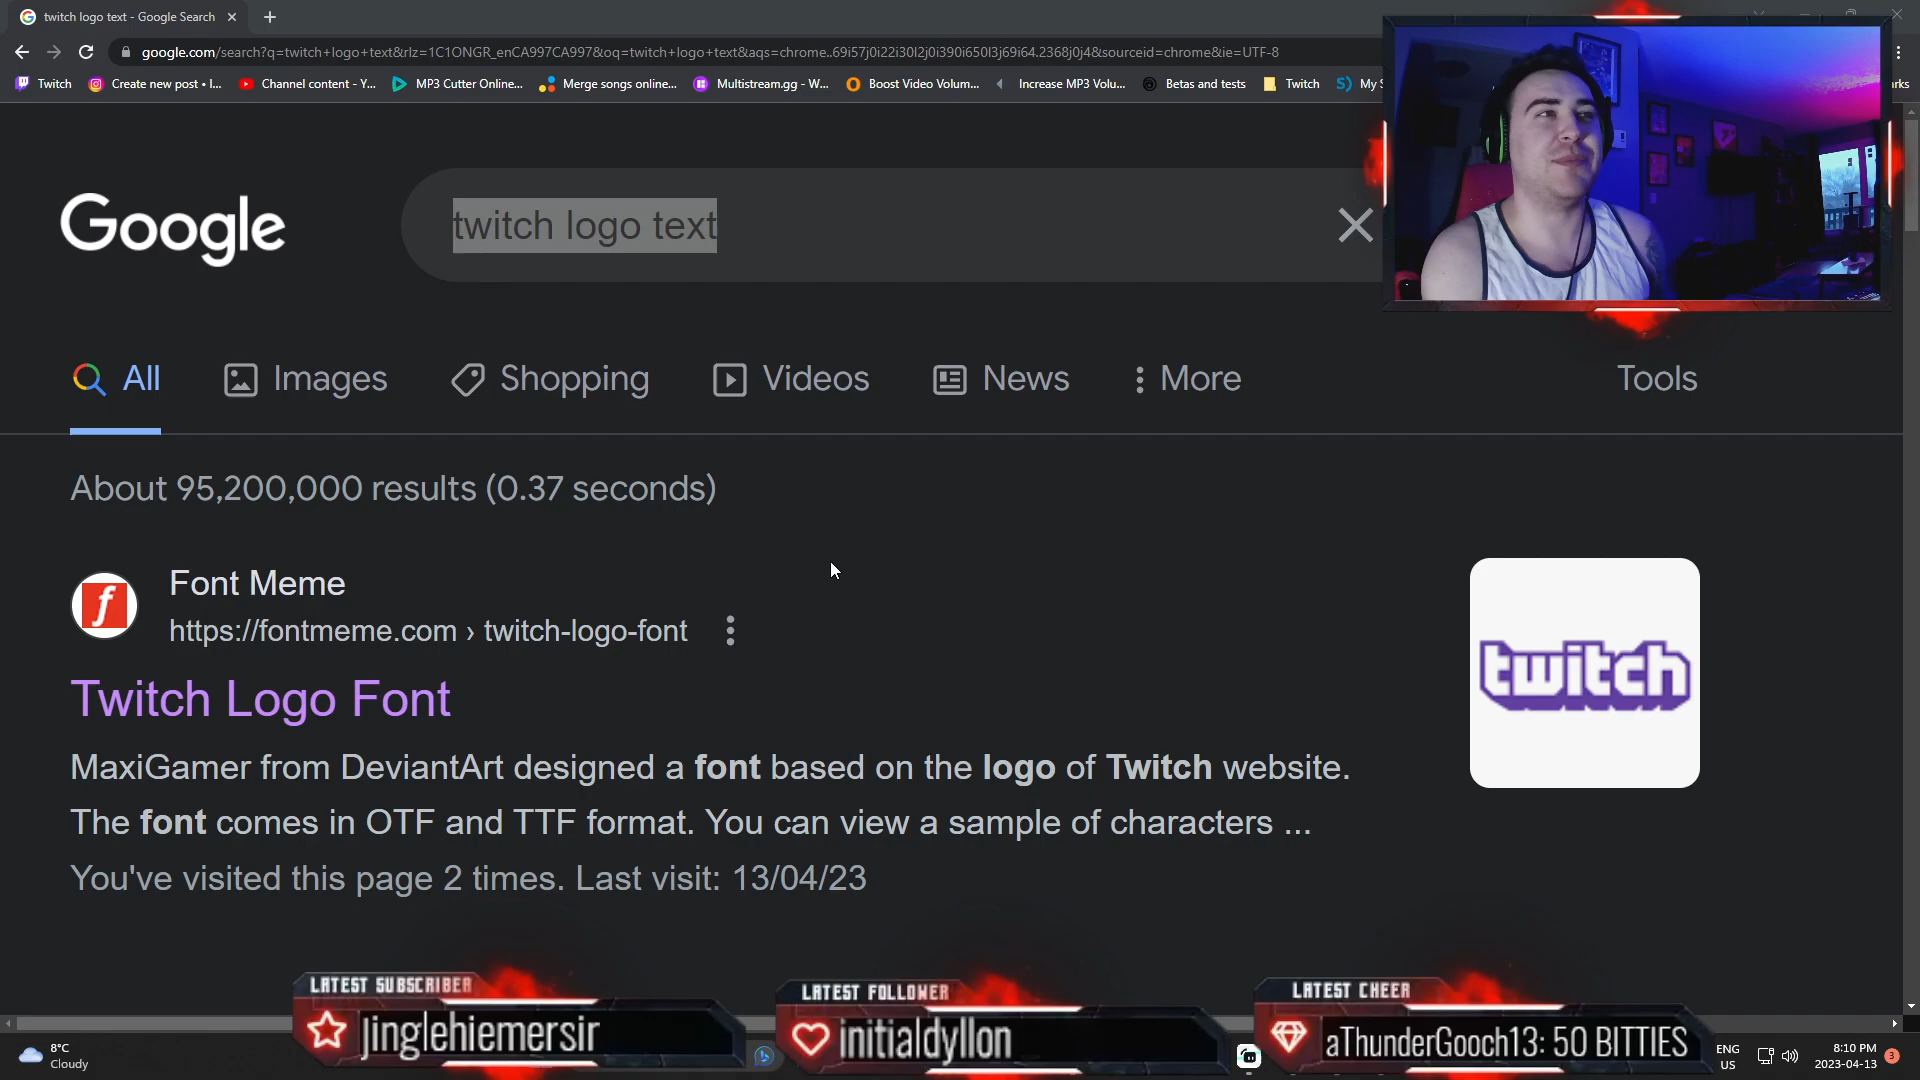 twitch logo text - Google Search
google.com/search?q=twitch+logo+text&rlz=1C1ONGR_enCA997CA997&oq=twitch+logo+text&aqs=chrome..69i57j0i22i30l2j0i390i650l3j69i64.2368j0j4&sourceid=chrome&ie=UTF-8
Twitch Create new post • I... Channel content - Y... MP3 Cutter Online... Merge songs online... Multistream.gg - W... Boost Video Volum... Increase MP3 Volu... Betas and tests Twitch My S rks
Google twitch logo text
All Images Shopping Videos News More Tools
About 95,200,000 results (0.37 seconds)
Font Meme
https://fontmeme.com › twitch-logo-font
Twitch Logo Font
twitch
MaxiGamer from DeviantArt designed a font based on the logo of Twitch website.
The font comes in OTF and TTF format. You can view a sample of characters ...
You've visited this page 2 times. Last visit: 13/04/23
LATEST SUBSCRIBER
Jinglehiemersir
LATEST FOLLOWER
initialdyllon
LATEST CHEER
aThunderGooch13: 50 BITTIES
8°C
Cloudy
ENG
US
8:10 PM
2023-04-13
3